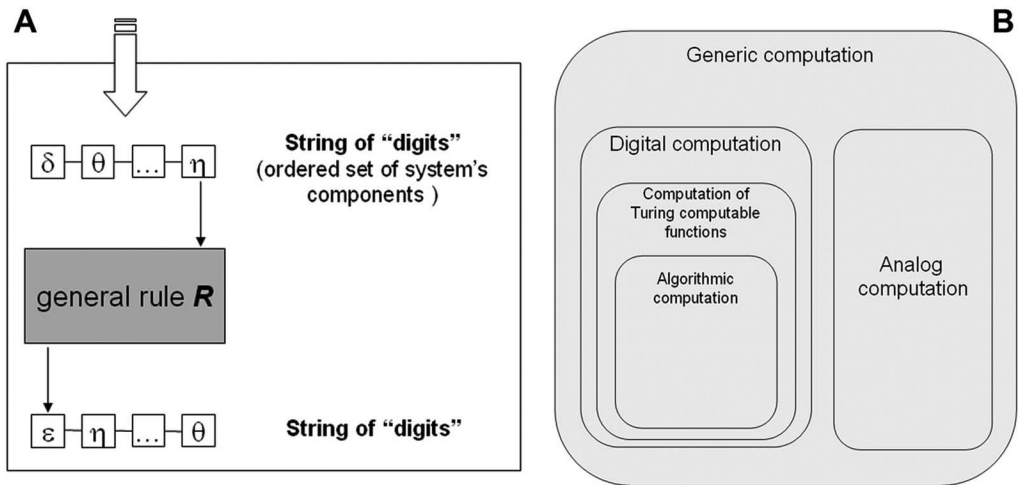 A
String of “digits”
(ordered set of system’s
components )
δ θ ... η
general rule R
ε η ... θ
String of “digits”
B
Generic computation
Digital computation
Computation of
Turing computable
functions
Algorithmic
computation
Analog
computation